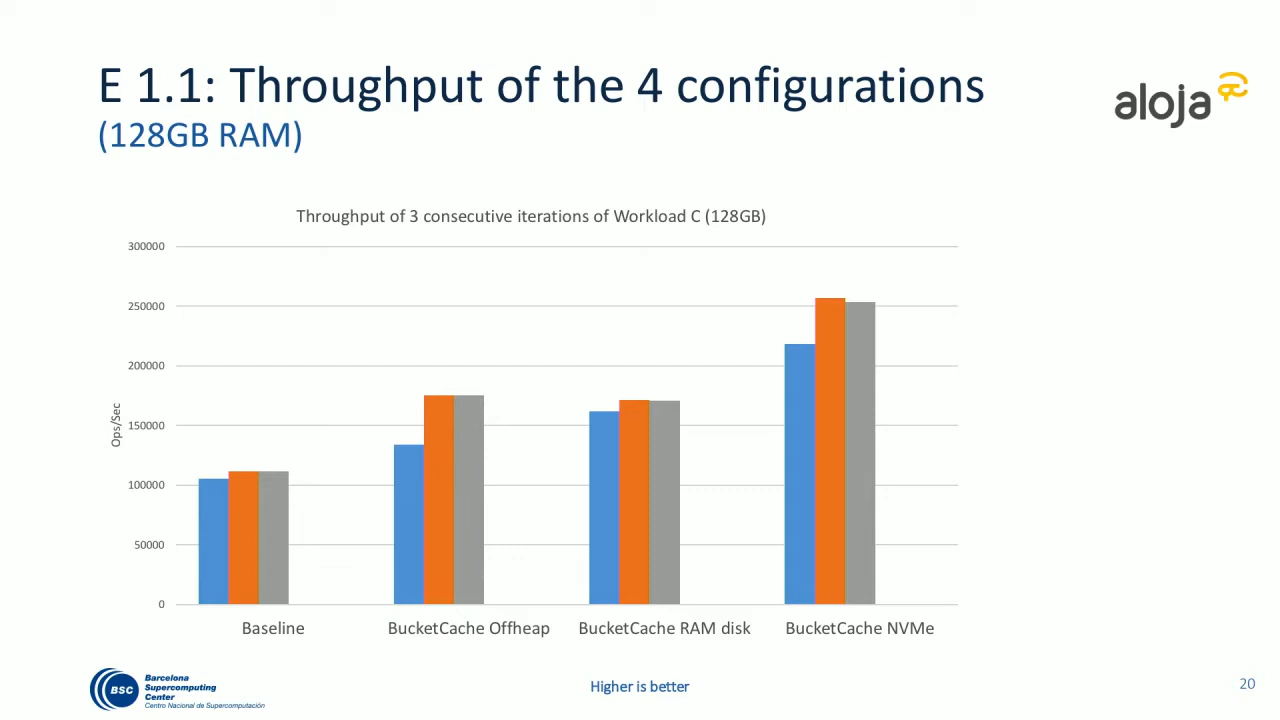 E 1.1: Throughput of the 4 configurations
(128GB RAM)
aloja
Throughput of 3 consecutive iterations of Workload C (128GB)
300000
250000
200000
150000
100000
50000
0
Ops/Sec
Baseline
BucketCache Offheap
BucketCache RAM disk
BucketCache NVMe
BSC
Barcelona
Supercomputing
Center
Centro Nacional de Supercomputación
Higher is better
20